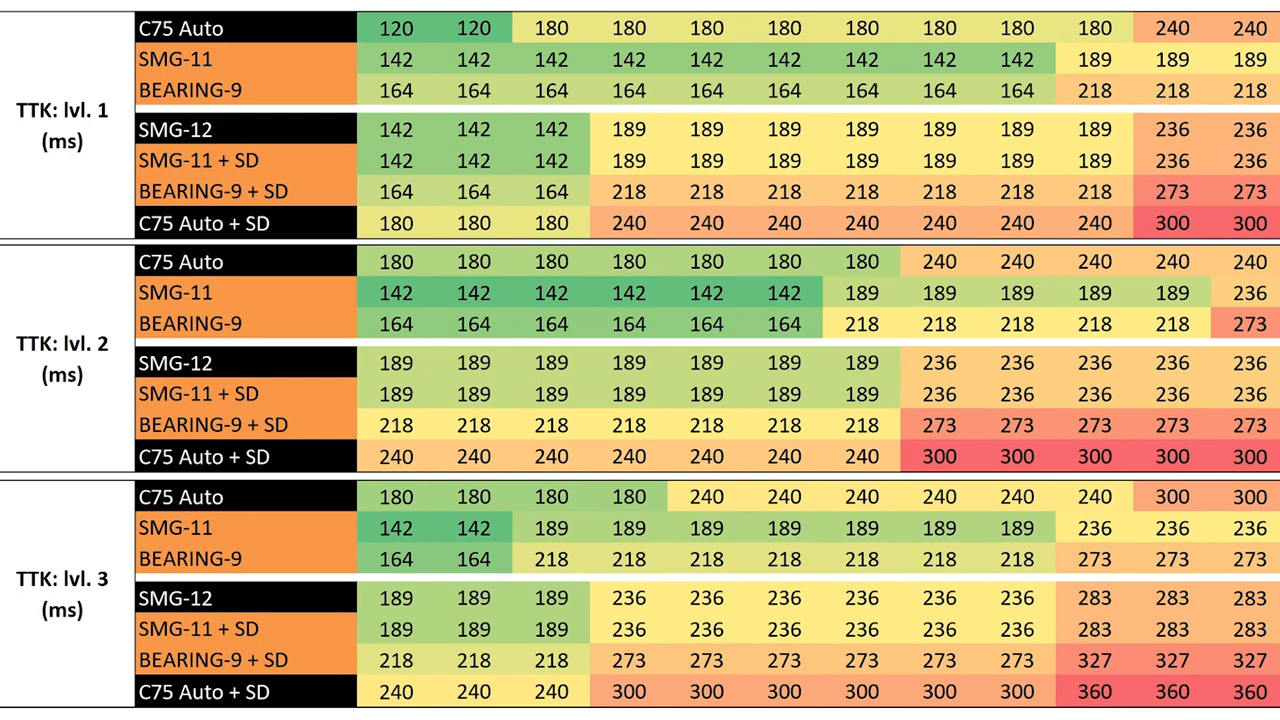 C75 Auto 120 120 180 180 180 180 180 180 180 180 240 240
SMG-11 142 142 142 142 142 142 142 142 142 189 189 189
BEARING-9 164 164 164 164 164 164 164 164 164 218 218 218
TTK: lvl. 1
(ms)
SMG-12 142 142 142 189 189 189 189 189 189 189 236 236
SMG-11 + SD 142 142 142 189 189 189 189 189 189 189 236 236
BEARING-9 + SD 164 164 164 218 218 218 218 218 218 218 273 273
C75 Auto + SD 180 180 180 240 240 240 240 240 240 240 300 300
C75 Auto 180 180 180 180 180 180 180 240 240 240 240 240
SMG-11 142 142 142 142 142 142 189 189 189 189 189 236
BEARING-9 164 164 164 164 164 164 218 218 218 218 218 273
TTK: lvl. 2
(ms)
SMG-12 189 189 189 189 189 189 189 236 236 236 236 236
SMG-11 + SD 189 189 189 189 189 189 189 236 236 236 236 236
BEARING-9 + SD 218 218 218 218 218 218 218 273 273 273 273 273
C75 Auto + SD 240 240 240 240 240 240 240 300 300 300 300 300
C75 Auto 180 180 180 180 240 240 240 240 240 240 300 300
SMG-11 142 142 189 189 189 189 189 189 189 236 236 236
BEARING-9 164 164 218 218 218 218 218 218 218 273 273 273
TTK: lvl. 3
(ms)
SMG-12 189 189 189 236 236 236 236 236 236 283 283 283
SMG-11 + SD 189 189 189 236 236 236 236 236 236 283 283 283
BEARING-9 + SD 218 218 218 273 273 273 273 273 273 327 327 327
C75 Auto + SD 240 240 240 300 300 300 300 300 300 360 360 360